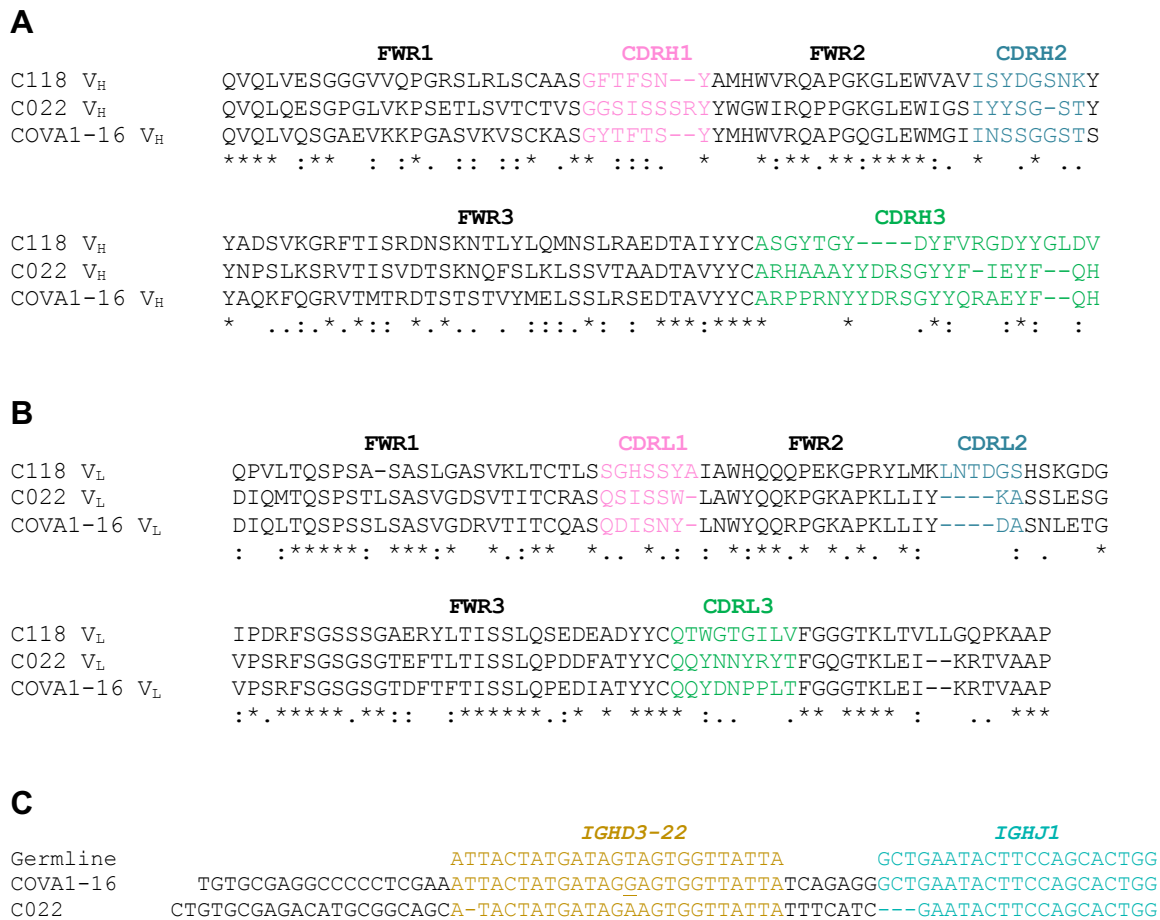 A
FWR1 CDRH1 FWR2 CDRH2
C118 VH QVQLVESGGGVVQPGRSLRLSCAASGFTFSN--YAMHWVRQAPGKGLEWVAVISYDGSNKY
C022 VH QVQLQESGPGLVKPSETLSVTCTVSGGSISSSRYYWGWIRQPPGKGLEWIGSIYYSG-STY
COVA1-16 VH QVQLVQSGAEVKKPGASVKVSCKASGYTFTS--YYMHWVRQAPGQGLEWMGIINSSGGSTS
**** :** : :*. :: ::* .** :::. * *:**.**:****:. * .* ..
FWR3 CDRH3
C118 VH YADSVKGRFTISRDNSKNTLYLQMNSLRAEDTAIYYCASGYTGY----DYFVRGDYYGLDV
C022 VH YNPSLKSRVTISVDTSKNQFSLKLSSVTAADTAVYYCARHAAAYYDRSGYYF-IEYF--QH
COVA1-16 VH YAQKFQGRVTMTRDTSTSTVYMELSSLRSEDTAVYYCARPPRNYYDRSGYYQRAEYF--QH
* ..:.*.*:: *.*.. . :::.*: : ***:**** * .*: :*: :
B
FWR1 CDRL1 FWR2 CDRL2
C118 VL QPVLTQSPSA-SASLGASVKLTCTLSSGHSSYAIAWHQQQPEKGPRYLMKLNTDGSHSKGDG
C022 VL DIQMTQSPSTLSASVGDSVTITCRASQSISSW-LAWYQQKPGKAPKLLIY----KASSLESG
COVA1-16 VL DIQLTQSPSSLSASVGDRVTITCQASQDISNY-LNWYQQRPGKAPKLLIY----DASNLETG
: :*****: ***:* *.:** *.. *.: : *:**.* *.*. *: : . *
FWR3 CDRL3
C118 VL IPDRFSGSSSGAERYLTISSLQSEDEADYYCQTWGTGILVFGGGTKLTVLLGQPKAAP
C022 VL VPSRFSGSGSGTEFTLTISSLQPDDFATYYCQQYNNYRYTFGQGTKLEI--KRTVAAP
COVA1-16 VL VPSRFSGSGSGTDFTFTISSLQPEDIATYYCQQYDNPPLTFGGGTKLEI--KRTVAAP
:*.*****.**:: :******.:* * **** :.. .** **** : .. ***
C
IGHD3-22 IGHJ1
Germline ATTACTATGATAGTAGTGGTTATTA GCTGAATACTTCCAGCACTGG
COVA1-16 TGTGCGAGGCCCCCTCGAAATTACTATGATAGGAGTGGTTATTATCAGAGGGCTGAATACTTCCAGCACTGG
C022 CTGTGCGAGACATGCGGCAGCA-TACTATGATAGAAGTGGTTATTATTTCATC---GAATACTTCCAGCACTGG